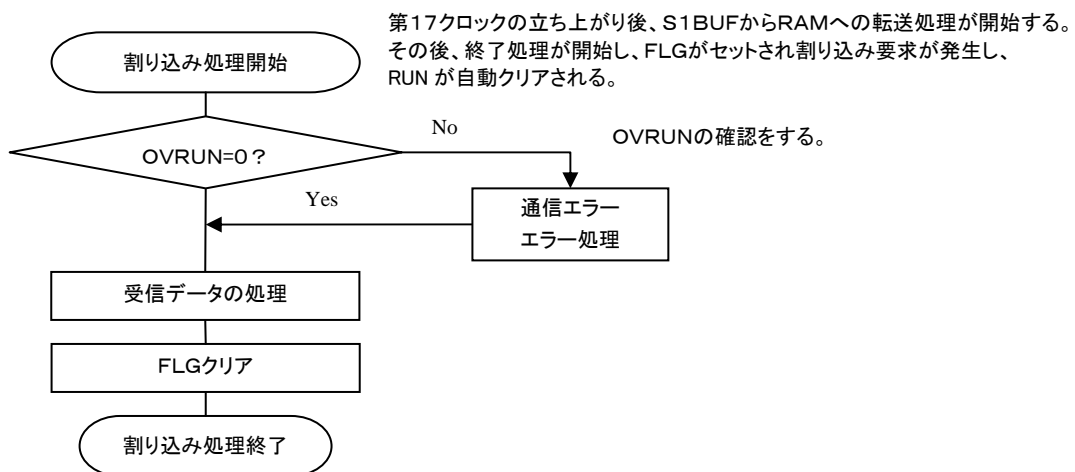 第17クロックの立ち上がり後、S1BUFからRAMへの転送処理が開始する。
その後、終了処理が開始し、FLGがセットされ割り込み要求が発生し、
RUN が自動クリアされる。
割り込み処理開始
No
OVRUNの確認をする。
OVRUN=0?
Yes
通信エラー
エラー処理
受信データの処理
FLGクリア
割り込み処理終了